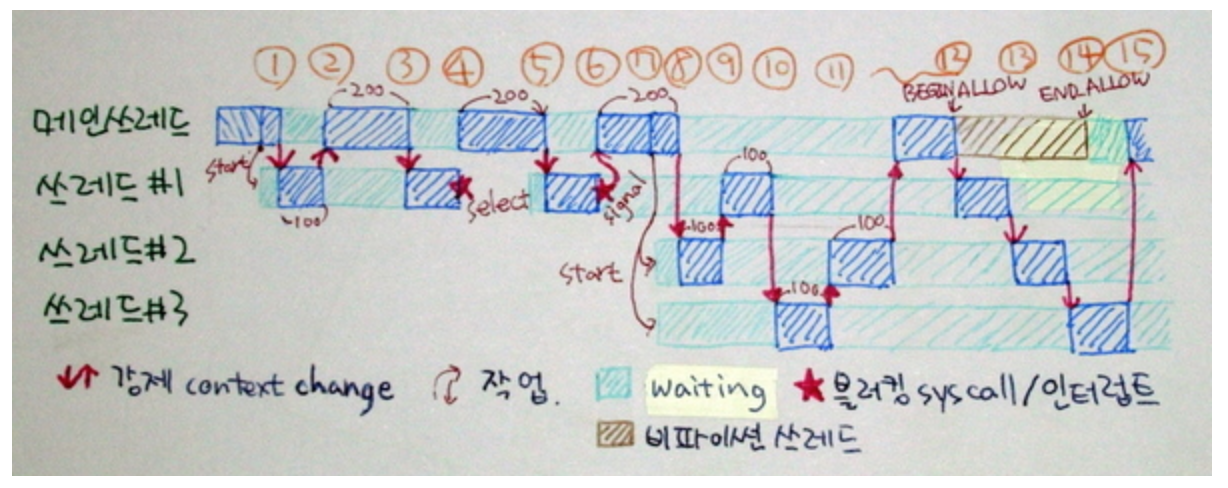 ① ② ③ ④ ⑤ ⑥ ⑦ ⑧ ⑨ ⑩ ⑪ ⑫ ⑬ ⑭ ⑮
200 200 200 BEGIN ALLOW END ALLOW
메인쓰레드
start 100
쓰레드 #1 select signal
100 100 100
쓰레드#2
start 100
쓰레드#3
강제 context change 작업. waiting 블러킹 sys call/인터럽트
비파이썬 쓰레드